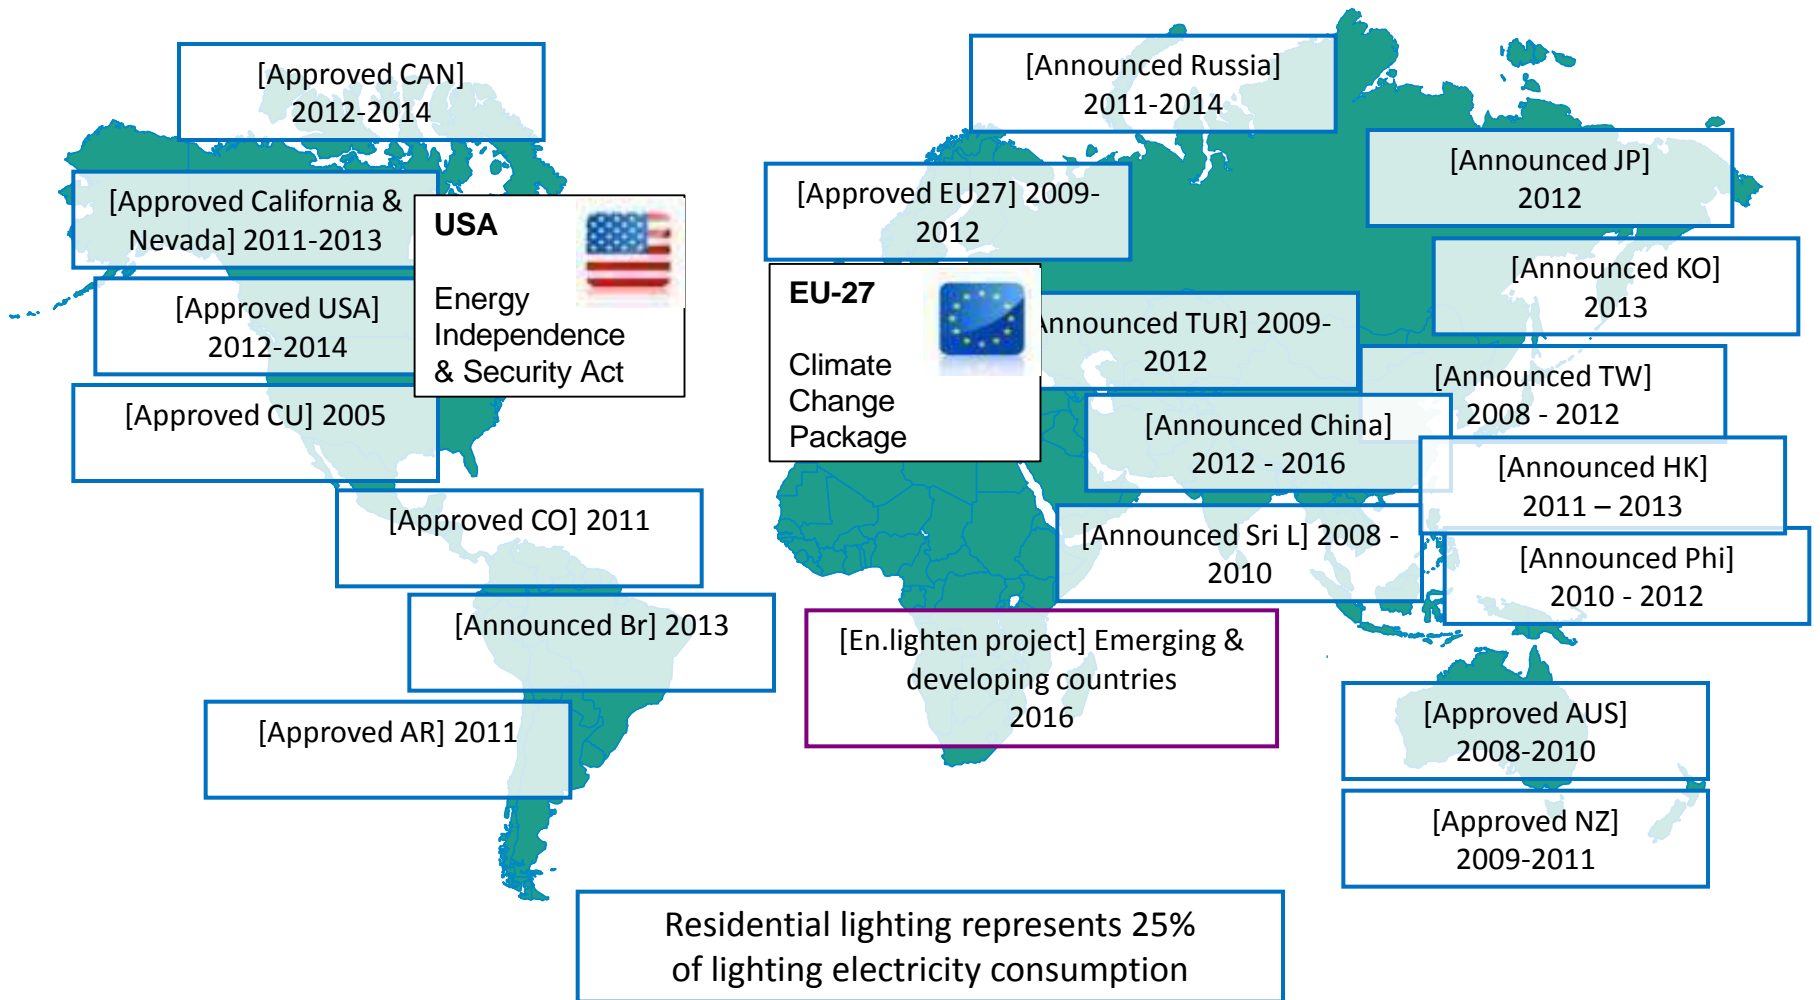 [Approved CAN]
2012-2014
[Approved California &
Nevada] 2011-2013
USA
Energy
Independence
& Security Act
[Approved USA]
2012-2014
[Approved CU] 2005
[Approved CO] 2011
[Announced Br] 2013
[Approved AR] 2011
[Announced Russia]
2011-2014
[Approved EU27] 2009-
2012
EU-27
Climate
Change
Package
[Announced JP]
2012
[Announced KO]
2013
Announced TUR] 2009-
2012
[Announced TW]
2008 - 2012
[Announced China]
2012 - 2016
[Announced HK]
2011 – 2013
[Announced Sri L] 2008 -
2010
[Announced Phi]
2010 - 2012
[En.lighten project] Emerging &
developing countries
2016
[Approved AUS]
2008-2010
[Approved NZ]
2009-2011
Residential lighting represents 25%
of lighting electricity consumption